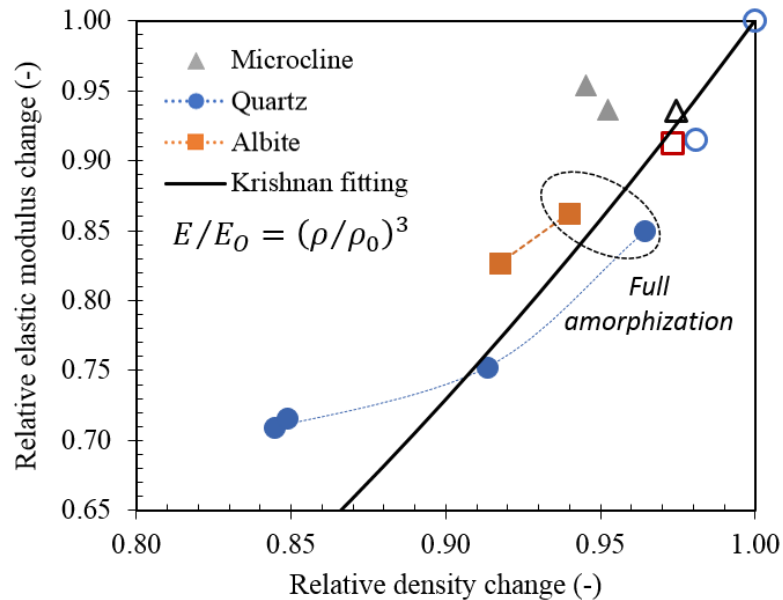 1.00
0.95
0.90
0.85
0.80
0.75
0.70
0.65
Relative elastic modulus change (-)
Microcline
Quartz
Albite
Krishnan fitting
E/E_O = (ρ/ρ_0)^3
Full
amorphization
0.80
0.85
0.90
0.95
1.00
Relative density change (-)